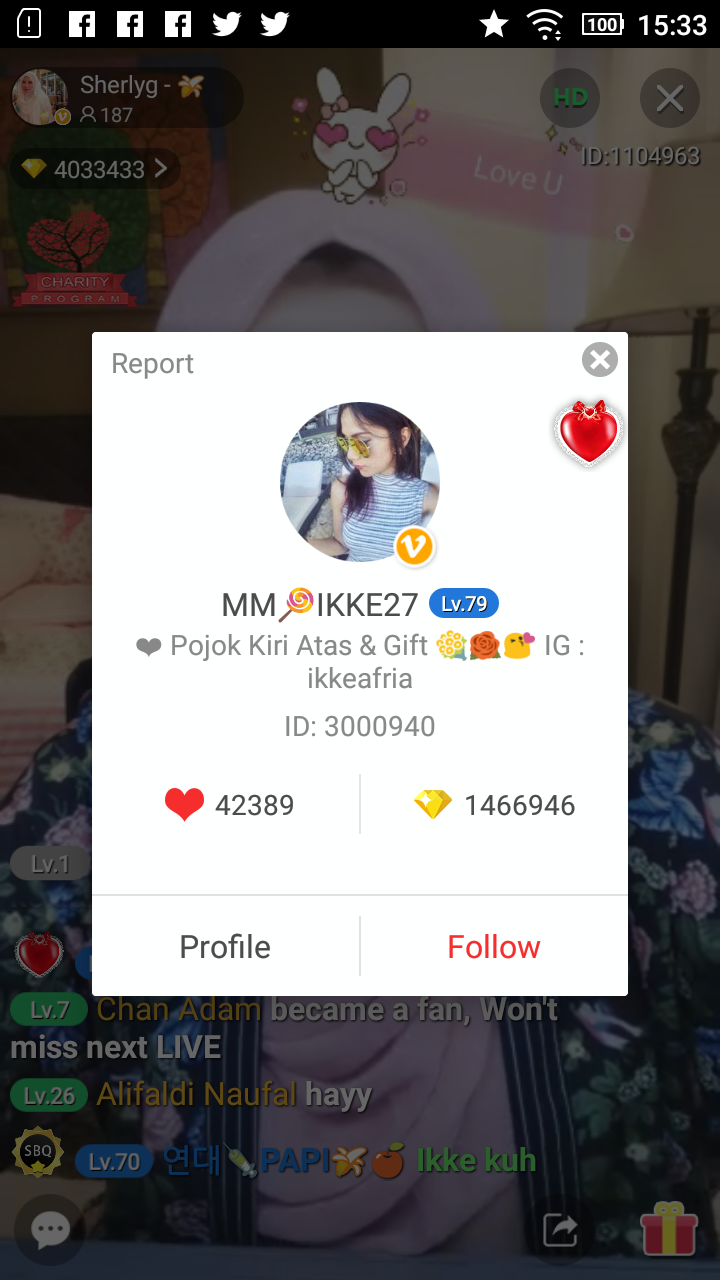 100 15:33
Sherlyg -
187
HD
4033433
ID:1104963
Love U
CHARITY
PROGRAM
Report
MM🍭IKKE27 Lv.79
❤ Pojok Kiri Atas & Gift 💐🌹😘 IG :
ikkeafria
ID: 3000940
42389
1466946
Profile
Follow
Lv.1
Lv.7 Chan Adam became a fan, Won't
miss next LIVE
Lv.26 Alifaldi Naufal hayy
SBQ Lv.70 연대🍡PAPI🍌🍊 Ikke kuh